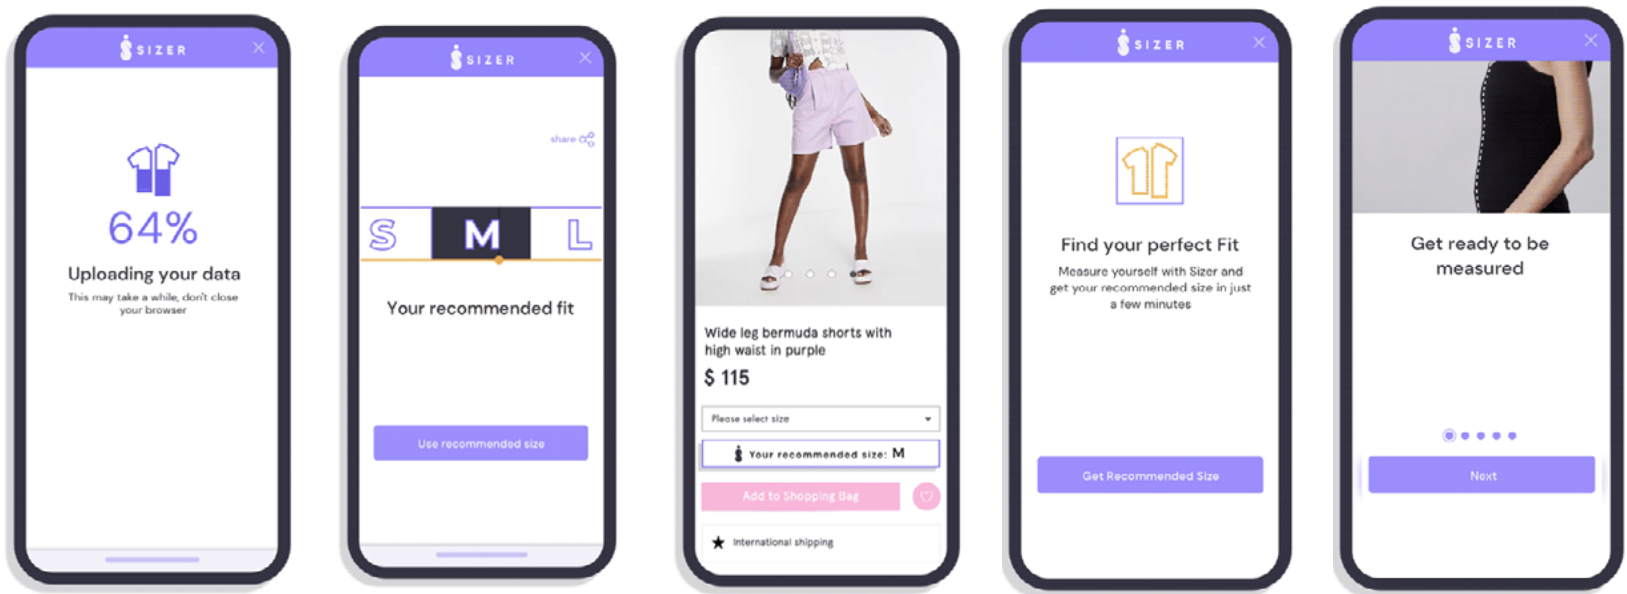 SIZER
64%
Uploading your data
This may take a while, don't close
your browser
SIZER
share
S M L
Your recommended fit
Use recommended size
Wide leg bermuda shorts with
high waist in purple
$ 115
Please select size
Your recommended size: M
Add to Shopping Bag
International shipping
SIZER
Find your perfect Fit
Measure yourself with Sizer and
get your recommended size in just
a few minutes
Get Recommended Size
SIZER
Get ready to be
measured
Next